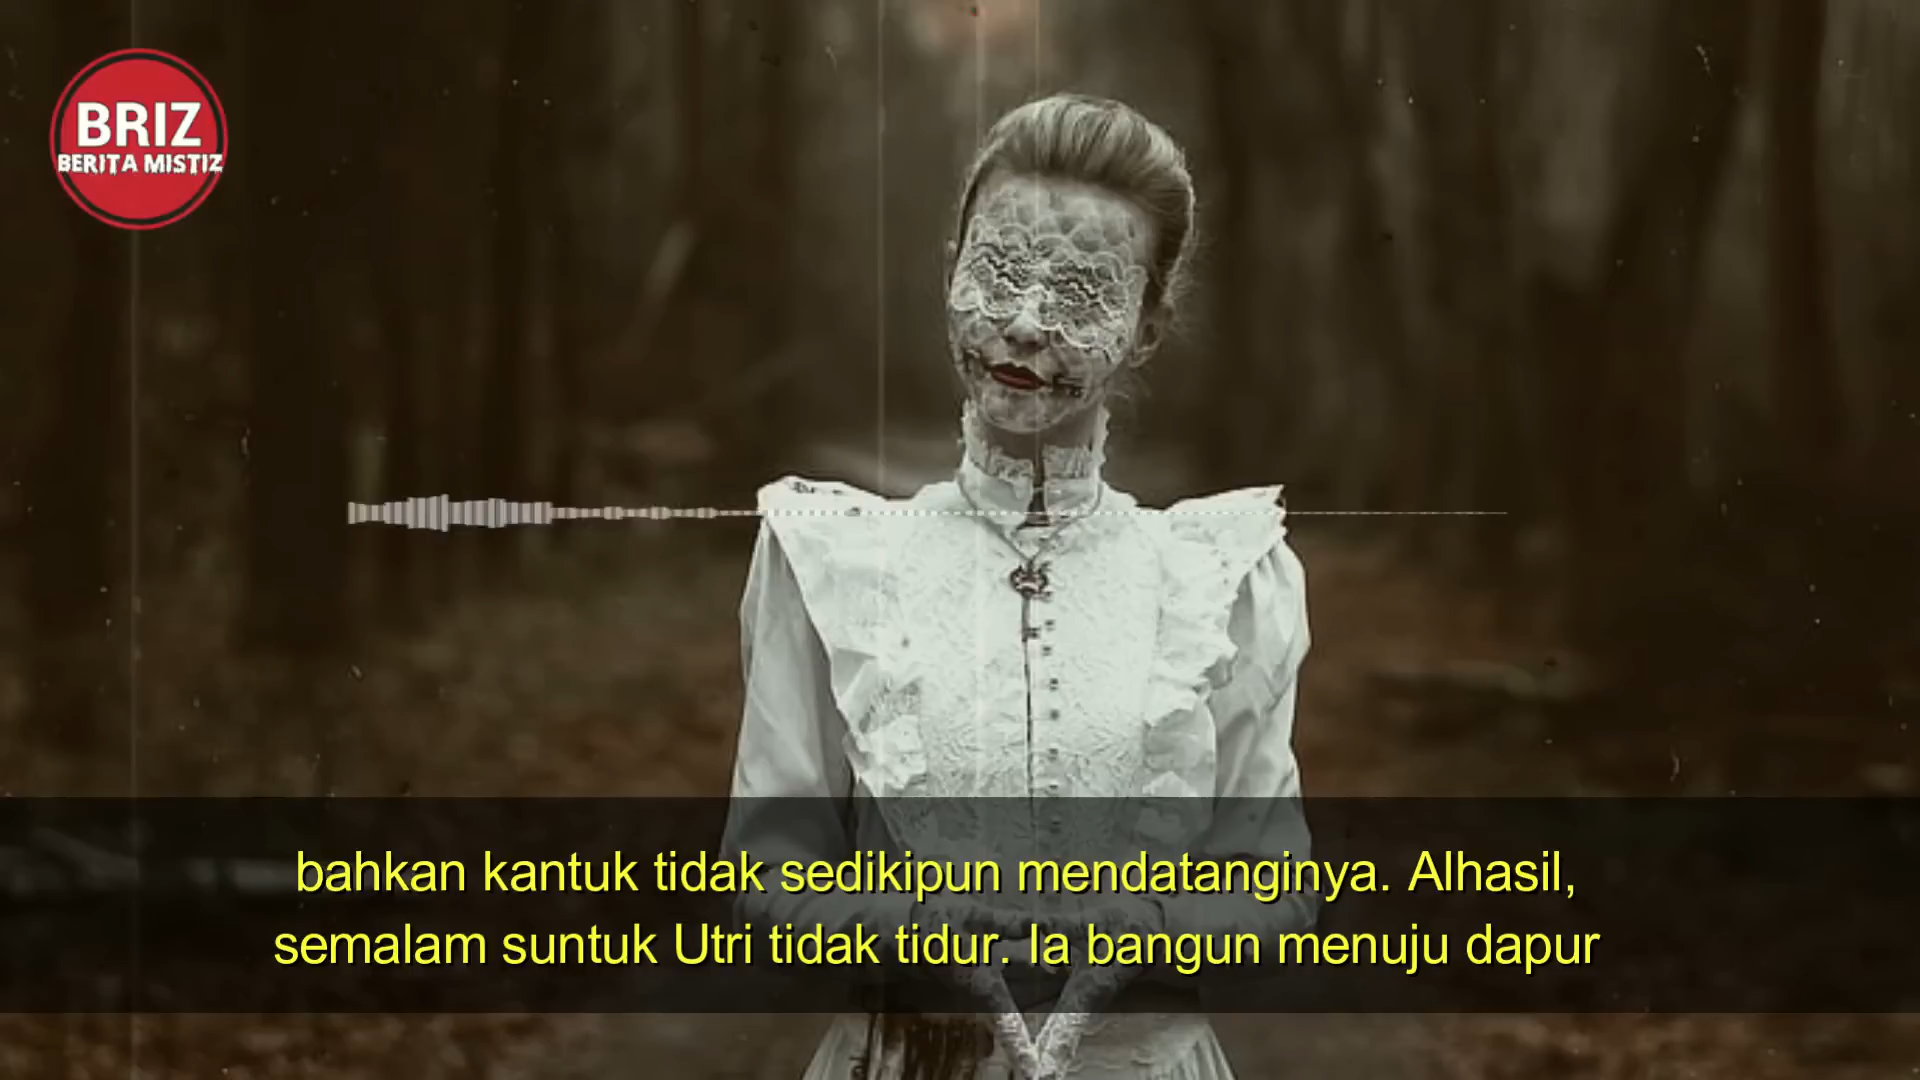 BRIZ
BERITA MISTIZ
bahkan kantuk tidak sedikipun mendatanginya. Alhasil,
semalam suntuk Utri tidak tidur. Ia bangun menuju dapur